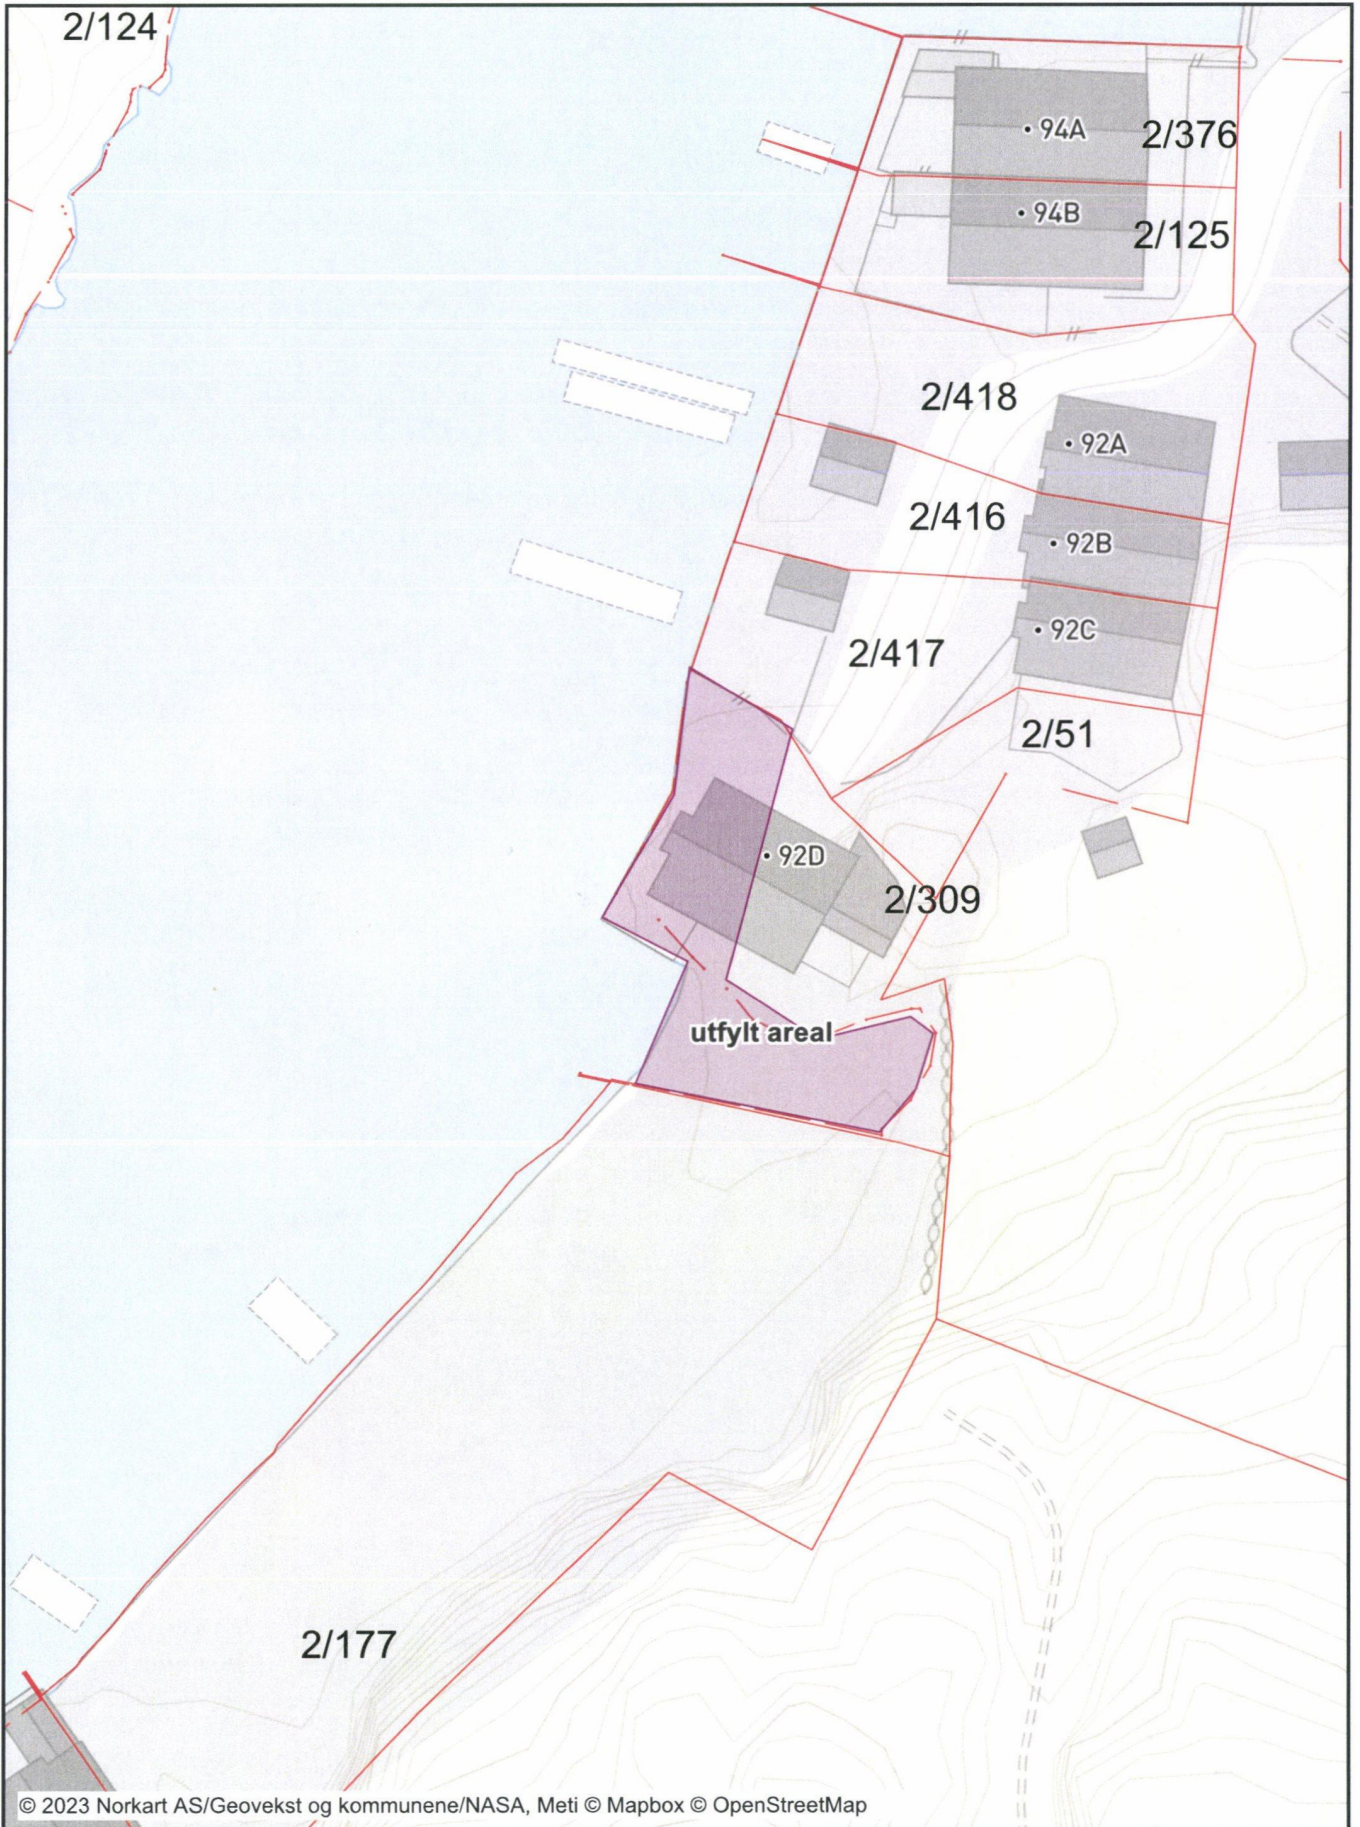 2/124
94A
2/376
94B
2/125
2/418
92A
2/416
92B
92C
2/417
2/51
92D
2/309
utfylt areal
2/177
© 2023 Norkart AS/Geovekst og kommunene/NASA, Meti © Mapbox © OpenStreetMap